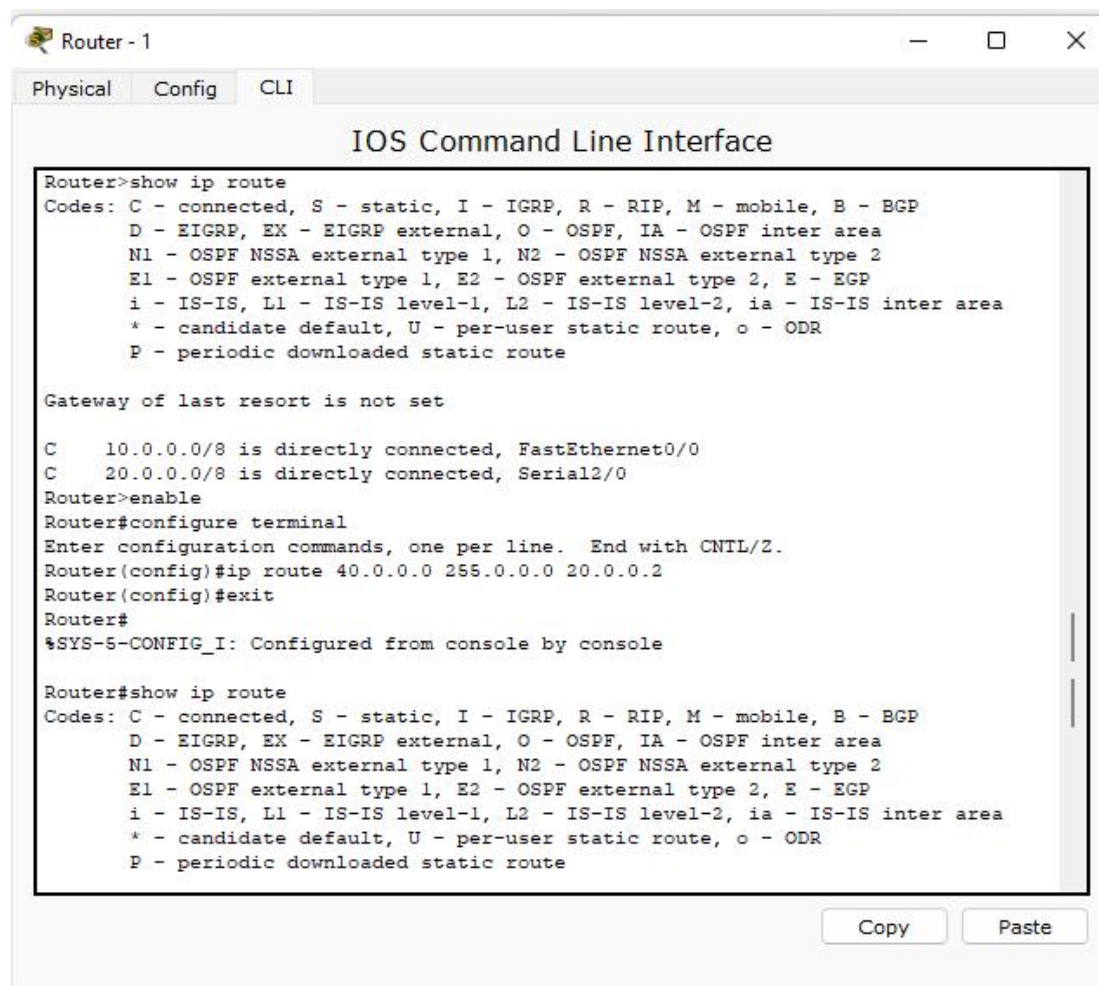 Router - 1
Physical Config CLI
IOS Command Line Interface
Router>show ip route
Codes: C - connected, S - static, I - IGRP, R - RIP, M - mobile, B - BGP
       D - EIGRP, EX - EIGRP external, O - OSPF, IA - OSPF inter area
       N1 - OSPF NSSA external type 1, N2 - OSPF NSSA external type 2
       E1 - OSPF external type 1, E2 - OSPF external type 2, E - EGP
       i - IS-IS, L1 - IS-IS level-1, L2 - IS-IS level-2, ia - IS-IS inter area
       * - candidate default, U - per-user static route, o - ODR
       P - periodic downloaded static route

Gateway of last resort is not set

C    10.0.0.0/8 is directly connected, FastEthernet0/0
C    20.0.0.0/8 is directly connected, Serial2/0
Router>enable
Router#configure terminal
Enter configuration commands, one per line.  End with CNTL/Z.
Router(config)#ip route 40.0.0.0 255.0.0.0 20.0.0.2
Router(config)#exit
Router#
%SYS-5-CONFIG_I: Configured from console by console

Router#show ip route
Codes: C - connected, S - static, I - IGRP, R - RIP, M - mobile, B - BGP
       D - EIGRP, EX - EIGRP external, O - OSPF, IA - OSPF inter area
       N1 - OSPF NSSA external type 1, N2 - OSPF NSSA external type 2
       E1 - OSPF external type 1, E2 - OSPF external type 2, E - EGP
       i - IS-IS, L1 - IS-IS level-1, L2 - IS-IS level-2, ia - IS-IS inter area
       * - candidate default, U - per-user static route, o - ODR
       P - periodic downloaded static route
Copy Paste